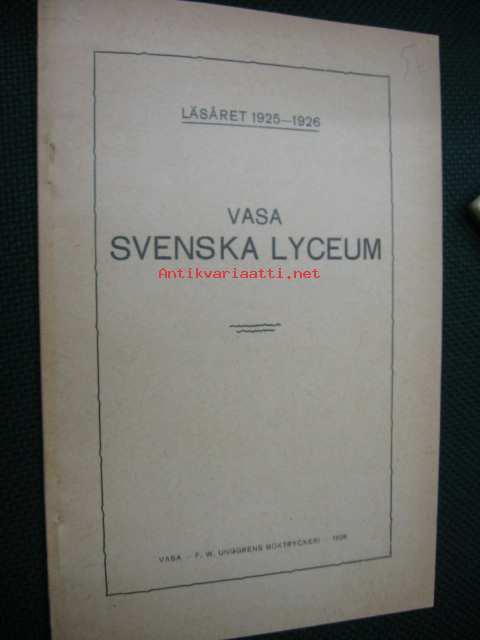 LÄSÅRET 1925—1926
VASA
SVENSKA LYCEUM
Antikvariaatti.net
VASA — F. W. UNGGRENS BOKTRYCKERI — 1926